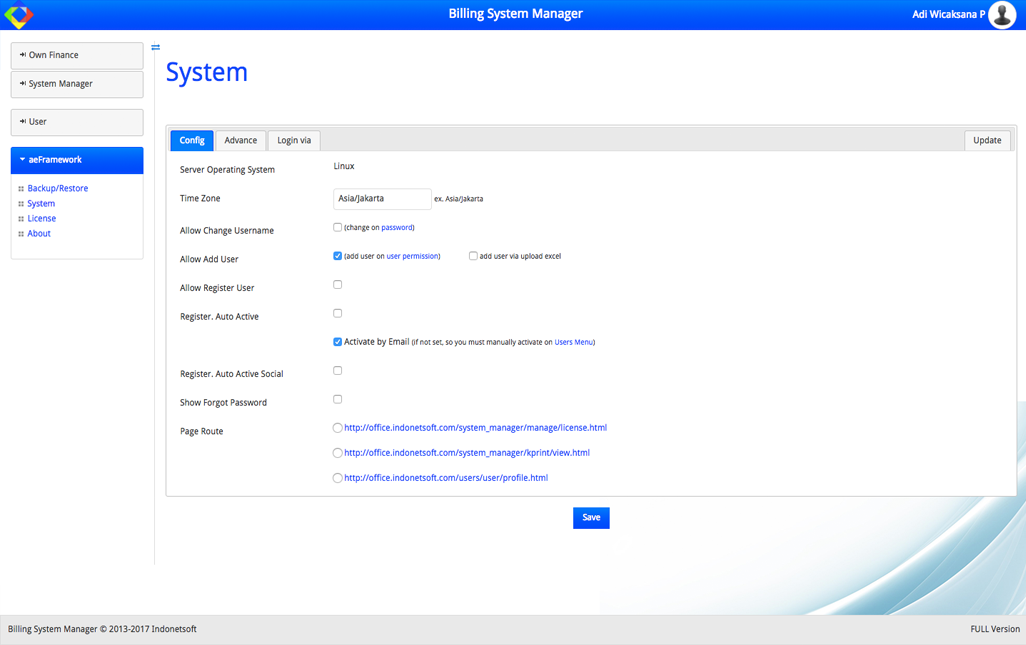 Billing System Manager
Adi Wicaksana P
Own Finance
System Manager
User
aeFramework
Backup/Restore
System
License
About
System
Config Advance Login via Update
Server Operating System Linux
Time Zone Asia/Jakarta ex. Asia/Jakarta
Allow Change Username (change on password)
Allow Add User (add user on user permission) add user via upload excel
Allow Register User
Register. Auto Active
Activate by Email (if not set, so you must manually activate on Users Menu)
Register. Auto Active Social
Show Forgot Password
Page Route http://office.indonetsoft.com/system_manager/manage/license.html
http://office.indonetsoft.com/system_manager/kprint/view.html
http://office.indonetsoft.com/users/user/profile.html
Save
Billing System Manager © 2013-2017 Indonetsoft FULL Version